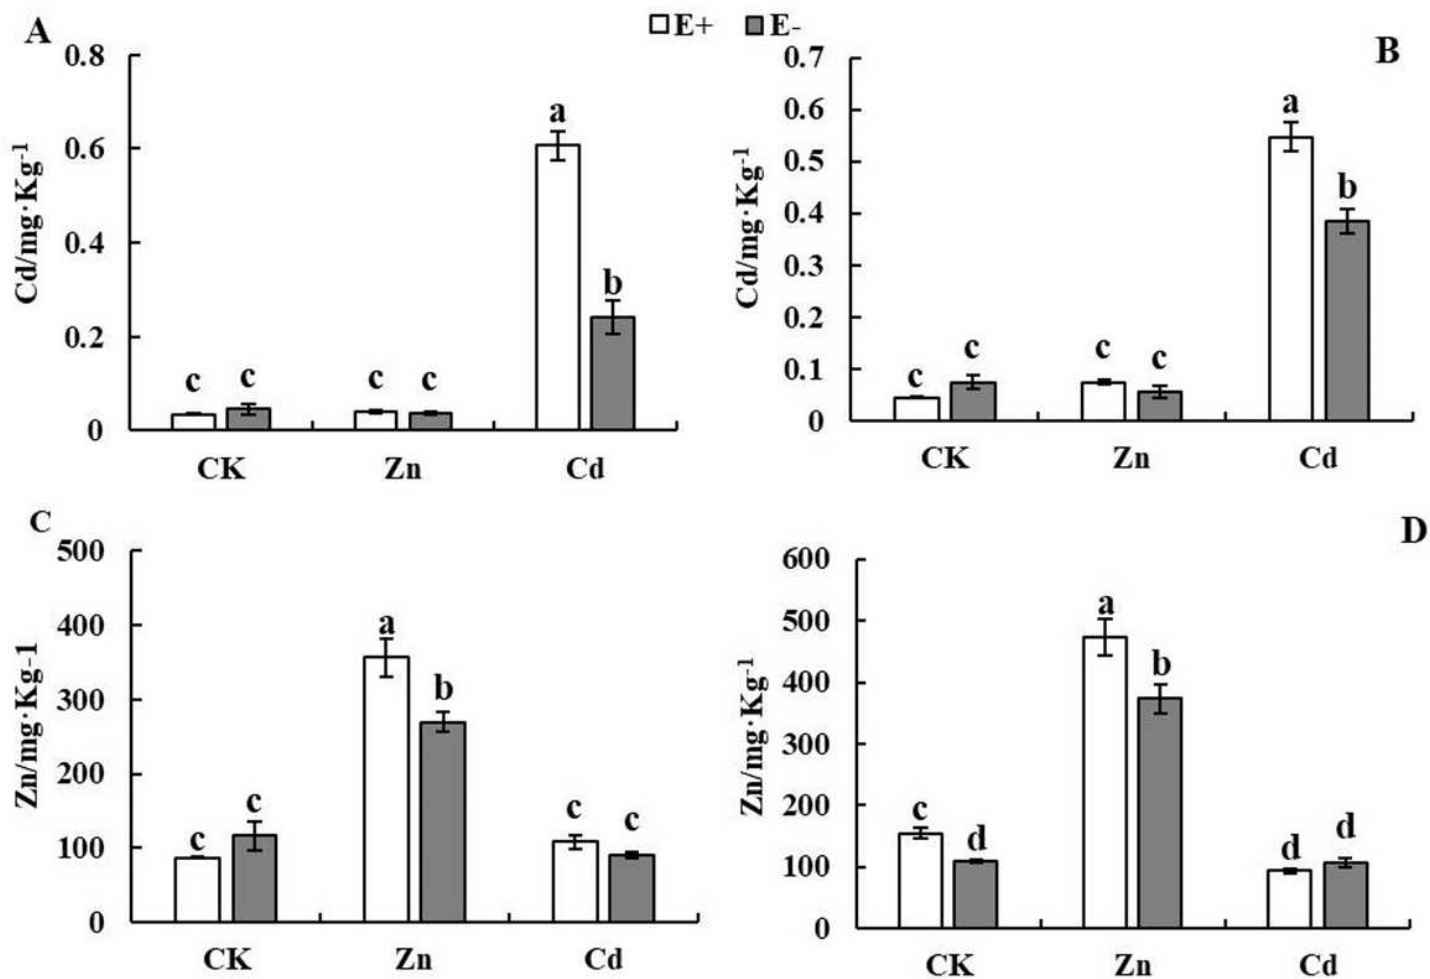 A
E+ E-
B
0.8
0.6
0.4
0.2
0
Cd/mg·Kg-1
a
b
c c
c c
CK Zn Cd
0.7
0.6
0.5
0.4
0.3
0.2
0.1
0
Cd/mg·Kg-1
a
b
c c
c c
CK Zn Cd
C
500
400
300
200
100
0
Zn/mg·Kg-1
a
b
c c
c c
CK Zn Cd
D
600
500
400
300
200
100
0
Zn/mg·Kg-1
a
b
c d
d d
CK Zn Cd